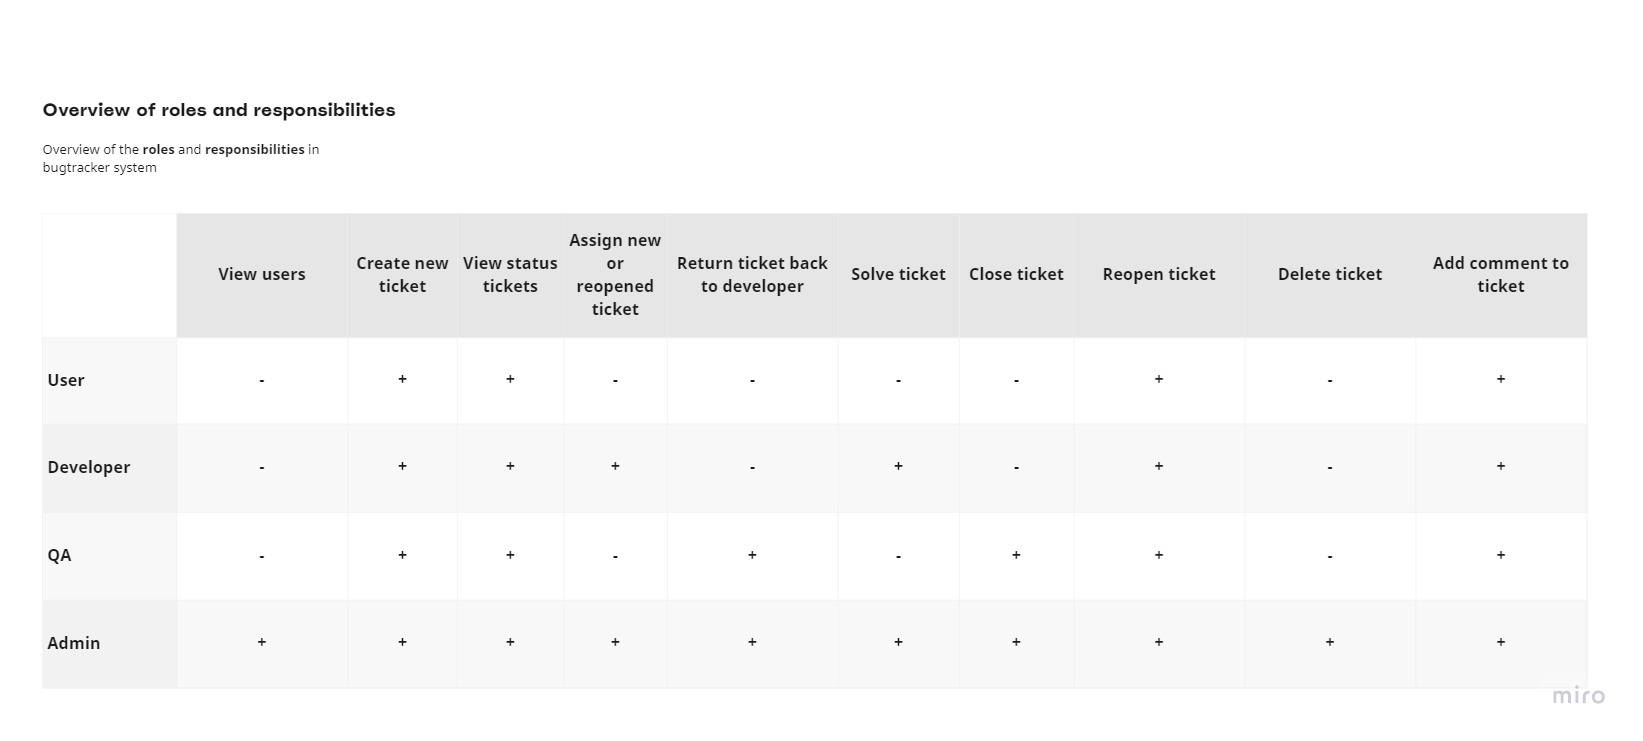 Overview of roles and responsibilities
Overview of the roles and responsibilities in
bugtracker system
View users
Create new
ticket
View status
tickets
Assign new
or
reopened
ticket
Return ticket back
to developer
Solve ticket
Close ticket
Reopen ticket
Delete ticket
Add comment to
ticket
User - + + - - - - + - +
Developer - + + + - + - + - +
QA - + + - + - + + - +
Admin + + + + + + + + + +
miro